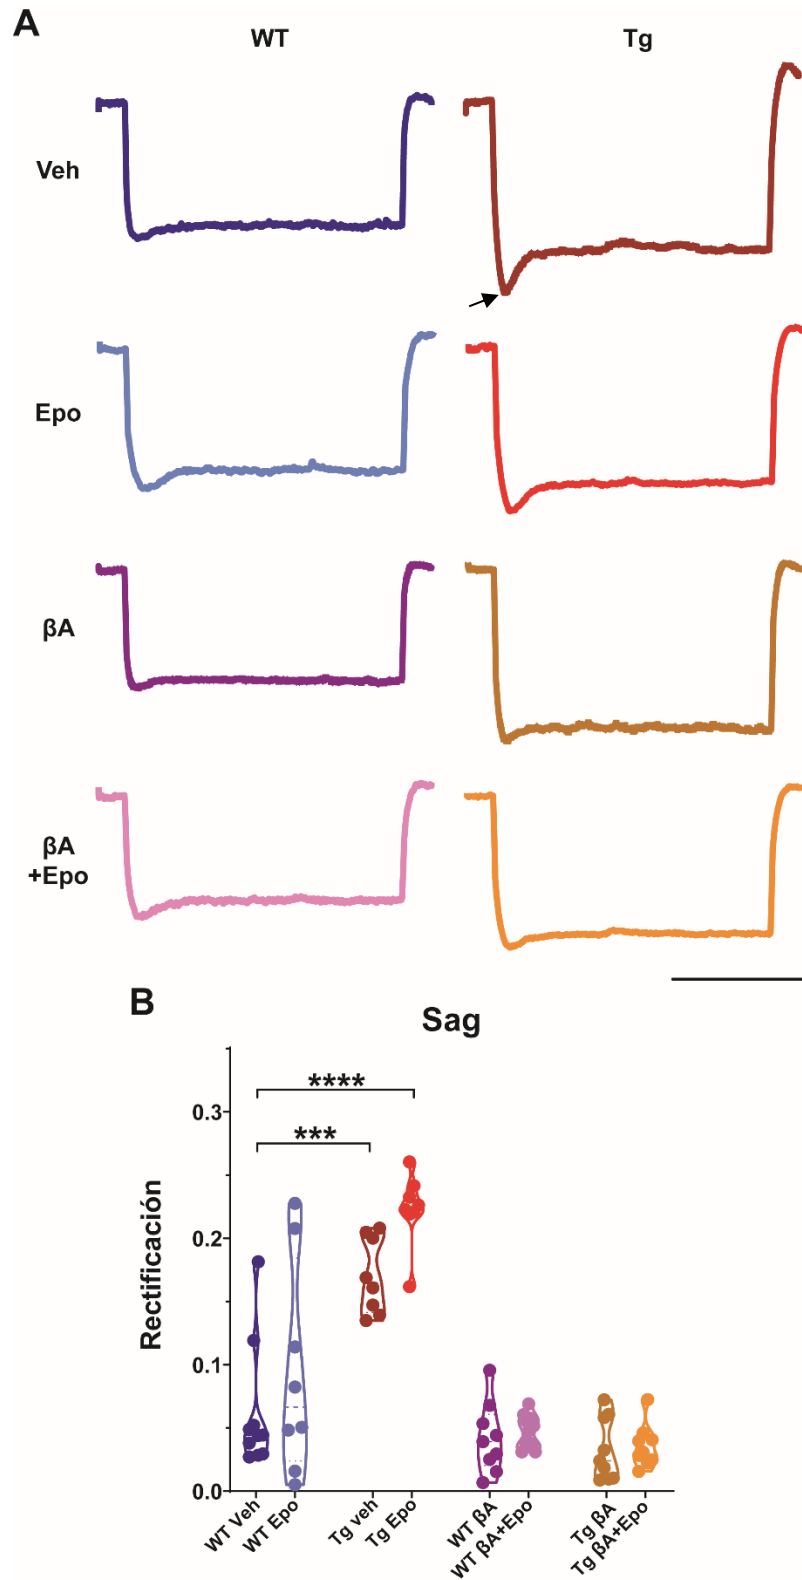 A
WT
Tg
Veh
Epo
βA
βA
+Epo
B
Sag
****
***
Rectificación
0.3
0.2
0.1
0.0
WT Veh
WT Epo
Tg veh
Tg Epo
WT βA
WT βA+Epo
Tg βA
Tg βA+Epo